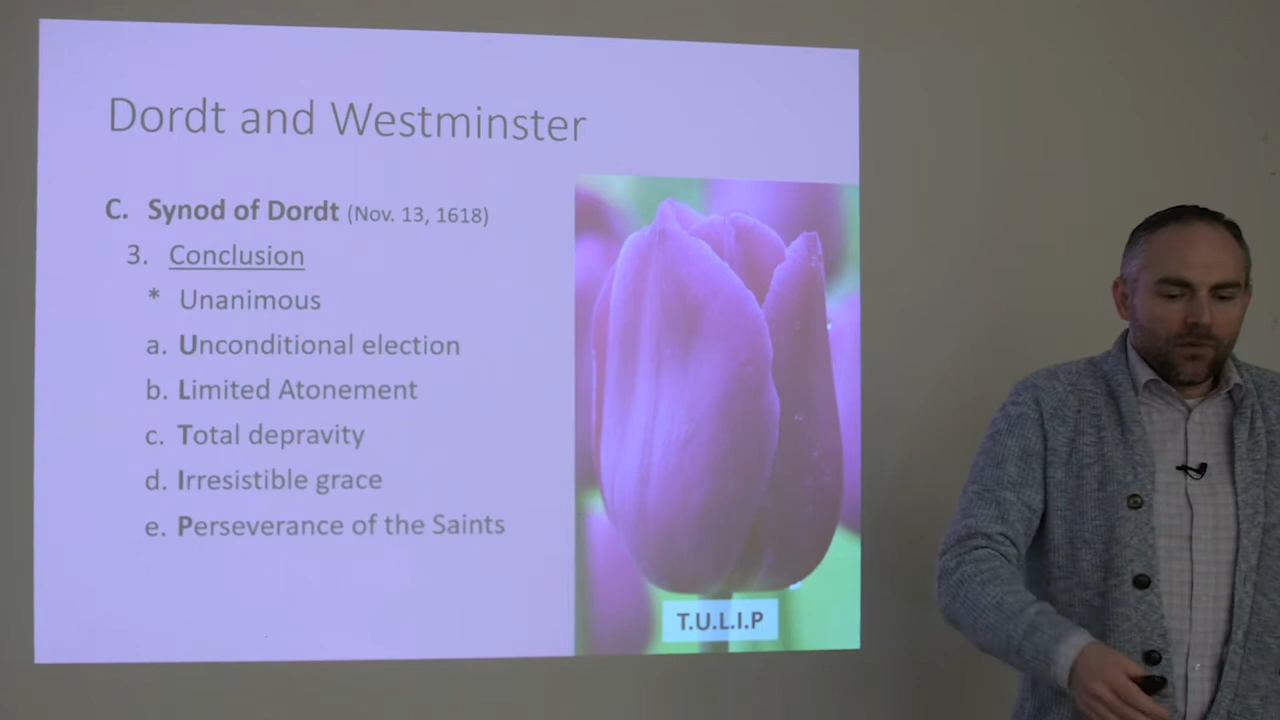 Dordt and Westminster
C. Synod of Dordt (Nov. 13, 1618)
3. Conclusion
* Unanimous
a. Unconditional election
b. Limited Atonement
c. Total depravity
d. Irresistible grace
e. Perseverance of the Saints
T.U.L.I.P